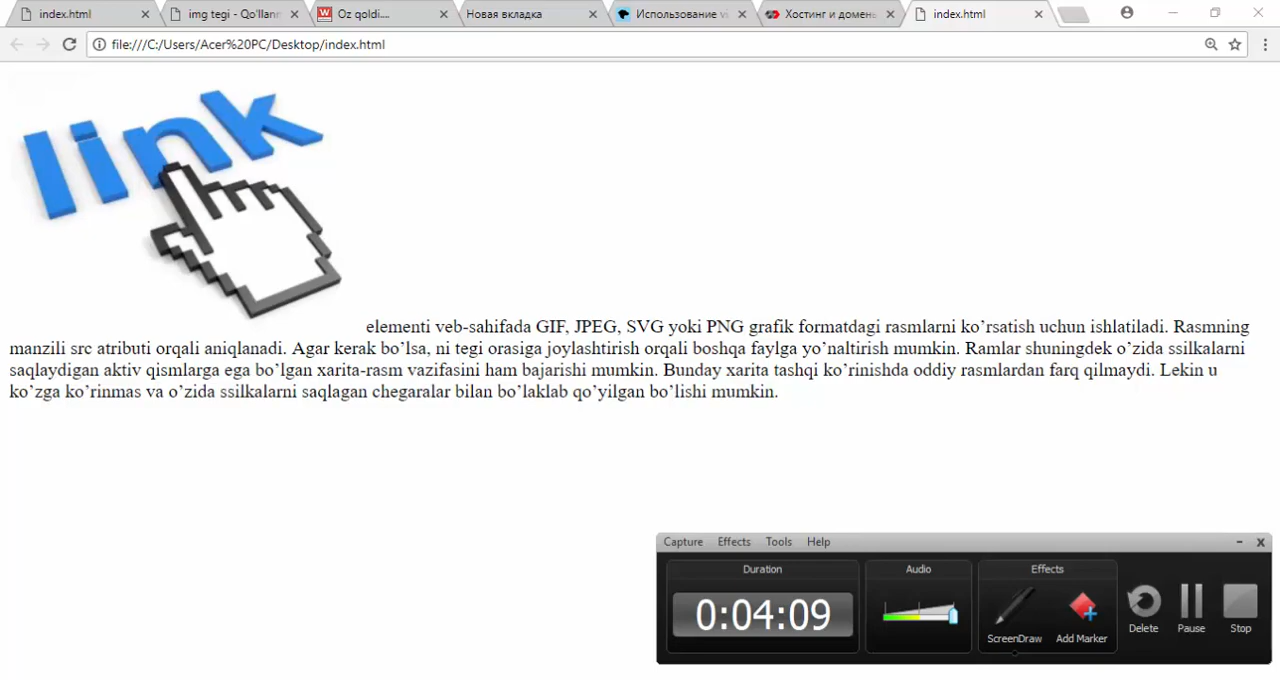 index.html
img tegi - Qo'llann
Oz qoldi....
Новая вкладка
Использование vi
Хостинг и домень
index.html
file:///C:/Users/Acer%20PC/Desktop/index.html
link
elementi veb-sahifada GIF, JPEG, SVG yoki PNG grafik formatdagi rasmlarni ko’rsatish uchun ishlatiladi. Rasmning
manzili src atributi orqali aniqlanadi. Agar kerak bo’lsa, ni tegi orasiga joylashtirish orqali boshqa faylga yo’naltirish mumkin. Ramlar shuningdek o’zida ssilkalarni
saqlaydigan aktiv qismlarga ega bo’lgan xarita-rasm vazifasini ham bajarishi mumkin. Bunday xarita tashqi ko’rinishda oddiy rasmlardan farq qilmaydi. Lekin u
ko’zga ko’rinmas va o’zida ssilkalarni saqlagan chegaralar bilan bo’laklab qo’yilgan bo’lishi mumkin.
Capture Effects Tools Help
Duration Audio Effects
0:04:09
ScreenDraw Add Marker Delete Pause Stop